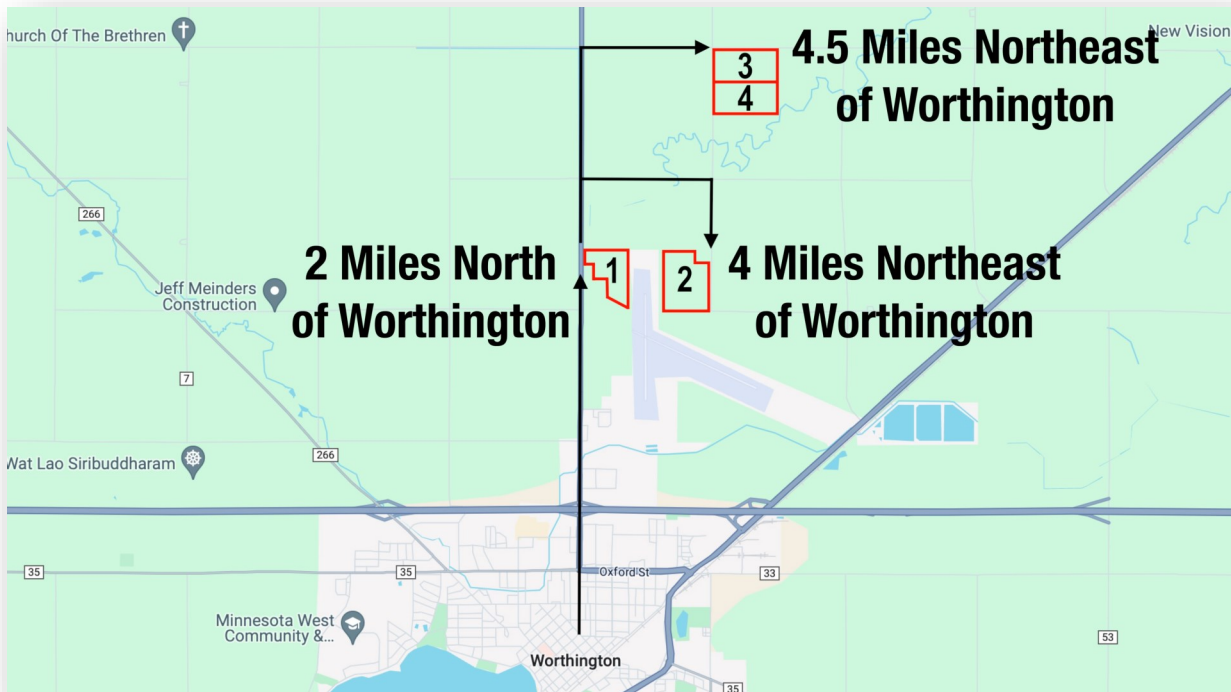 hurch Of The Brethren
New Vision
3
4
4.5 Miles Northeast
of Worthington
266
2 Miles North
of Worthington
1
2
4 Miles Northeast
of Worthington
Jeff Meinders
Construction
7
Wat Lao Siribuddharam
266
35
35
Oxford St
33
Minnesota West
Community &...
53
Worthington
35